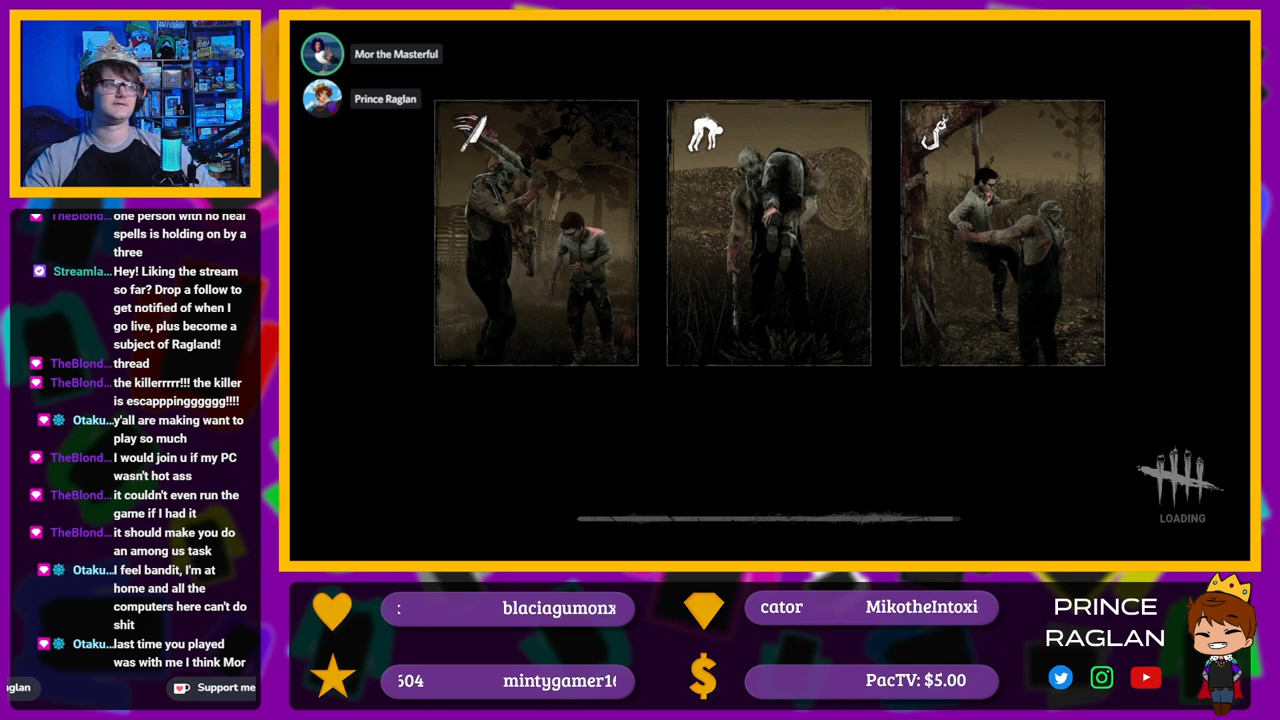 Mor the Masterful
Prince Raglan
TheBlond... one person with no heal
spells is holding on by a
three
Streamla... Hey! Liking the stream
so far? Drop a follow to
get notified of when I
go live, plus become a
subject of Ragland!
TheBlond... thread
TheBlond... the killerrrrr!!! the killer
is escapppingggggg!!!!
Otaku... y'all are making want to
play so much
TheBlond... I would join u if my PC
wasn't hot ass
TheBlond... it couldn't even run the
game if I had it
TheBlond... it should make you do
an among us task
Otaku... I feel bandit, I'm at
home and all the
computers here can't do
shit
Otaku... last time you played
was with me I think Mor
aglan
Support me
LOADING
: blaciagumonx
cator MikotheIntoxi
504 mintygamer10
PacTV: $5.00
PRINCE
RAGLAN